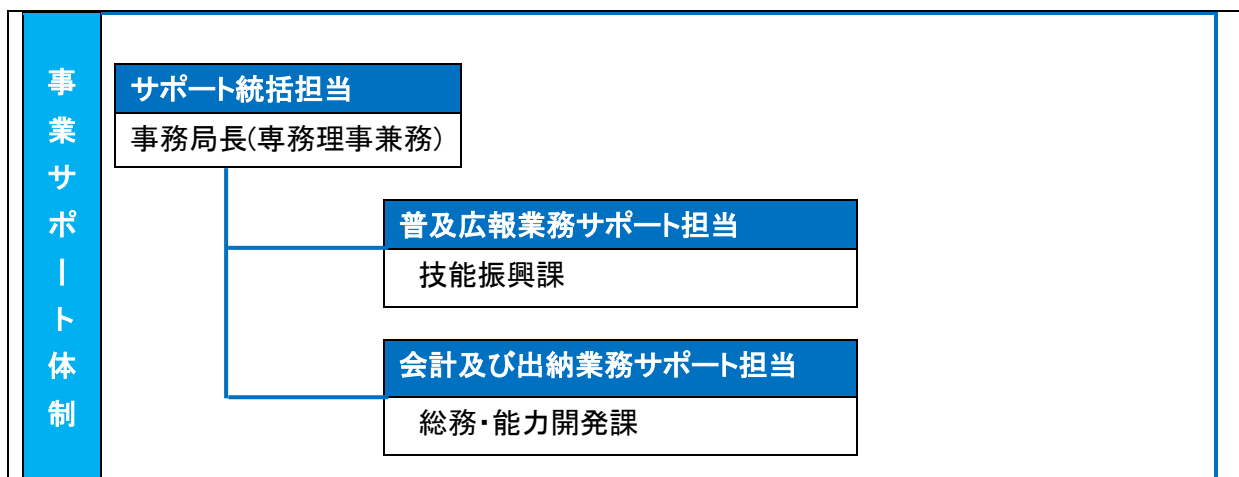 事業サポート体制
サポート統括担当
事務局長(専務理事兼務)
普及広報業務サポート担当
技能振興課
会計及び出納業務サポート担当
総務・能力開発課